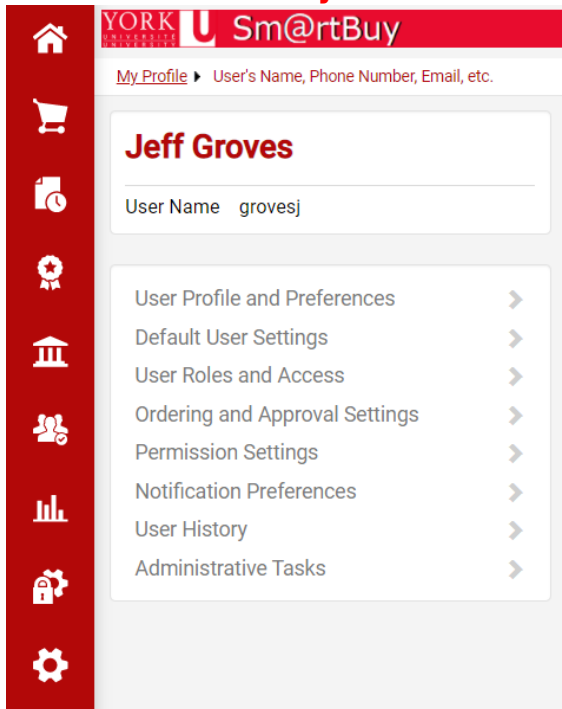 YORK U Sm@rtBuy
UNIVERSITÉ
UNIVERSITY
My Profile User's Name, Phone Number, Email, etc.
Jeff Groves
User Name grovesj
User Profile and Preferences
Default User Settings
User Roles and Access
Ordering and Approval Settings
Permission Settings
Notification Preferences
User History
Administrative Tasks